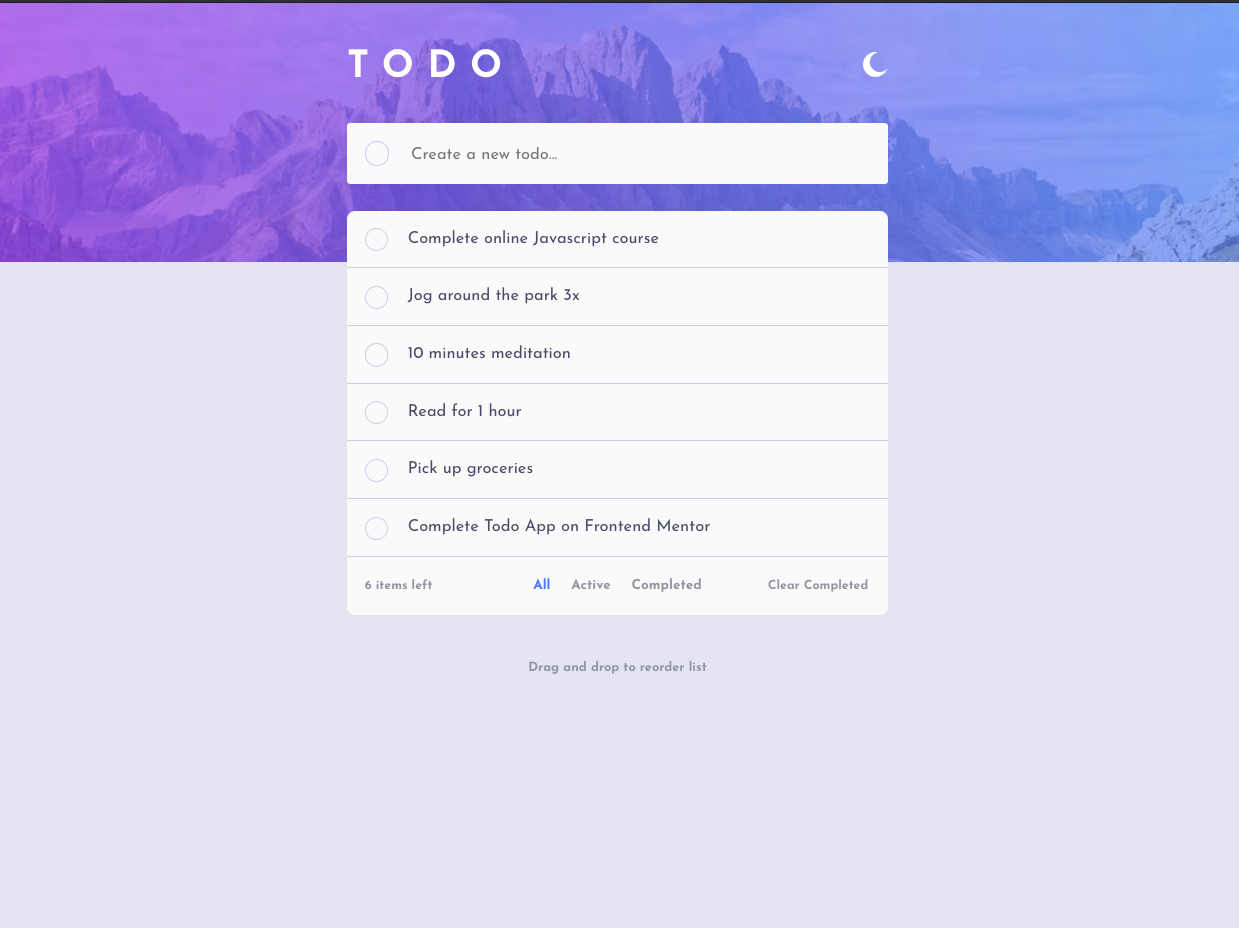 TODO
Create a new todo...
Complete online Javascript course
Jog around the park 3x
10 minutes meditation
Read for 1 hour
Pick up groceries
Complete Todo App on Frontend Mentor
6 items left All Active Completed Clear Completed
Drag and drop to reorder list